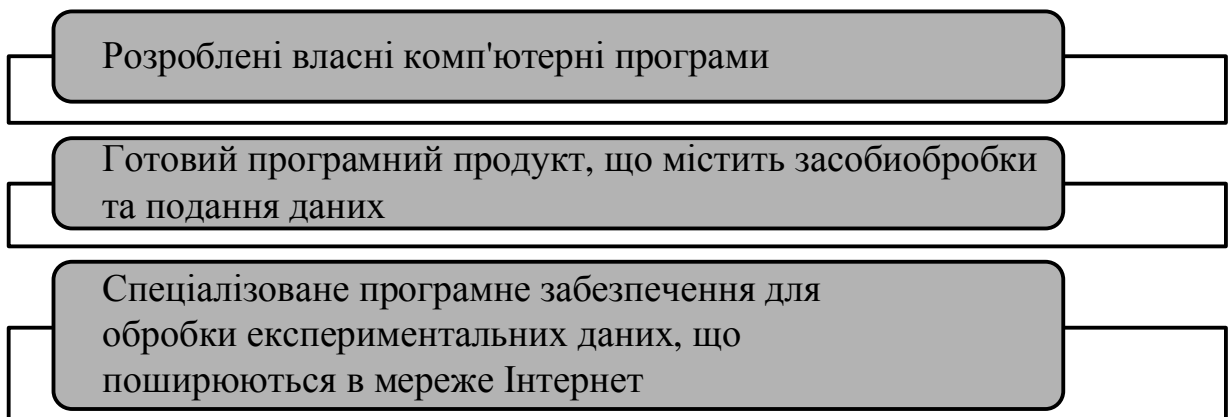 Розроблені власні комп'ютерні програми
Готовий програмний продукт, що містить засобиобробки
та подання даних
Спеціалізоване програмне забезпечення для
обробки експериментальних даних, що
поширюються в мереже Інтернет